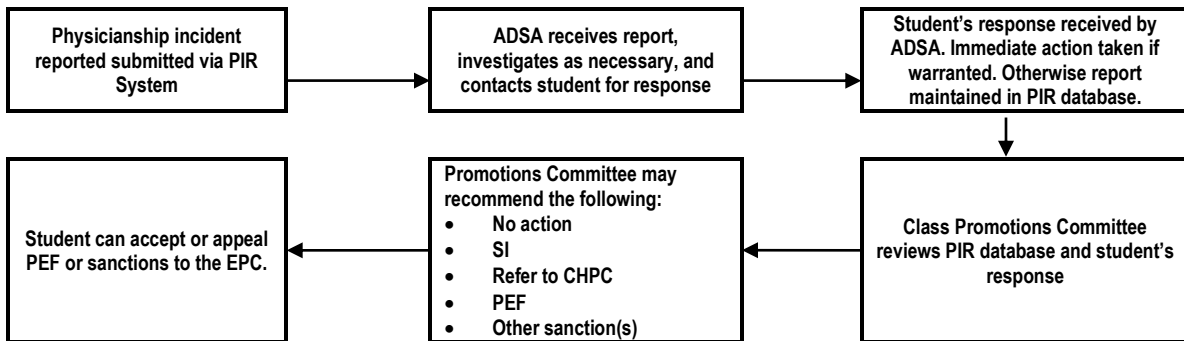 Physicianship incident
reported submitted via PIR
System
ADSA receives report,
investigates as necessary, and
contacts student for response
Student’s response received by
ADSA. Immediate action taken if
warranted. Otherwise report
maintained in PIR database.
Class Promotions Committee
reviews PIR database and student’s
response
Promotions Committee may
recommend the following:
• No action
• SI
• Refer to CHPC
• PEF
• Other sanction(s)
Student can accept or appeal
PEF or sanctions to the EPC.